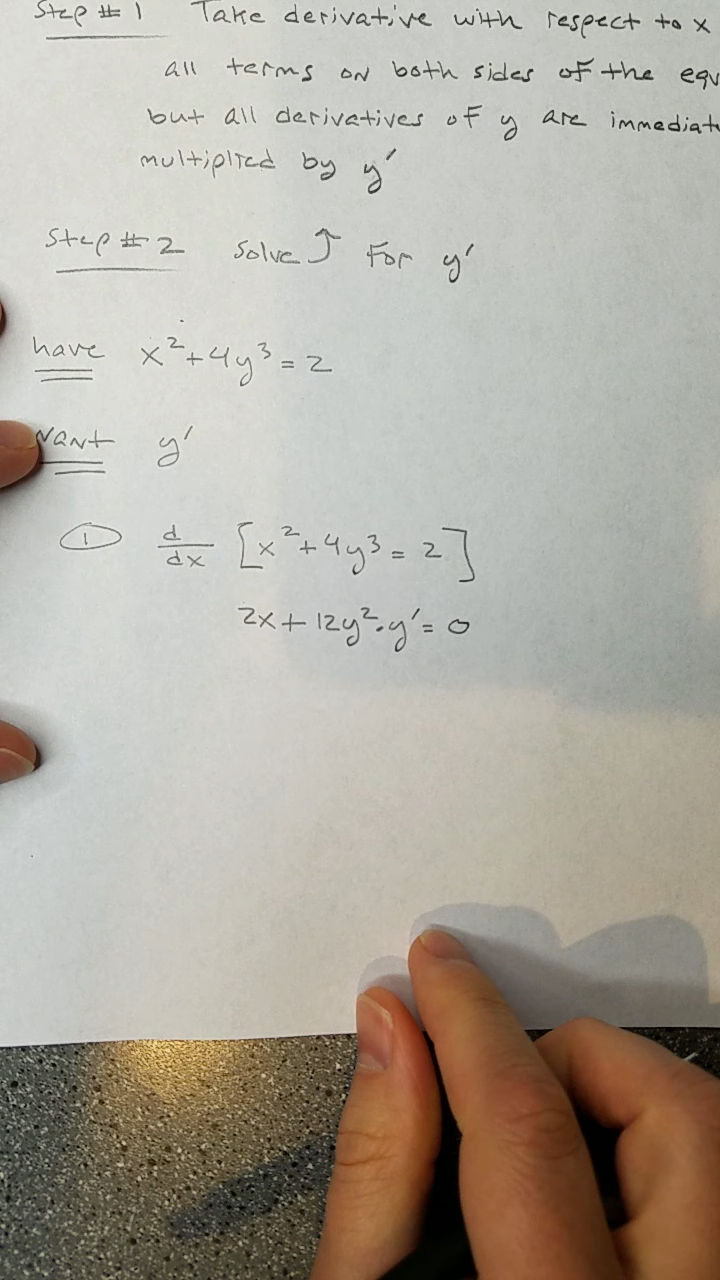 Step # 1 Take derivative with respect to x
all terms on both sides of the equ
but all derivatives of y are immediat
multiplied by y'
Step # 2 Solve ⤴ For y'
have x²+4y³=2
Want y'
① d/dx [x²+4y³=2]
2x+12y²·y'=0